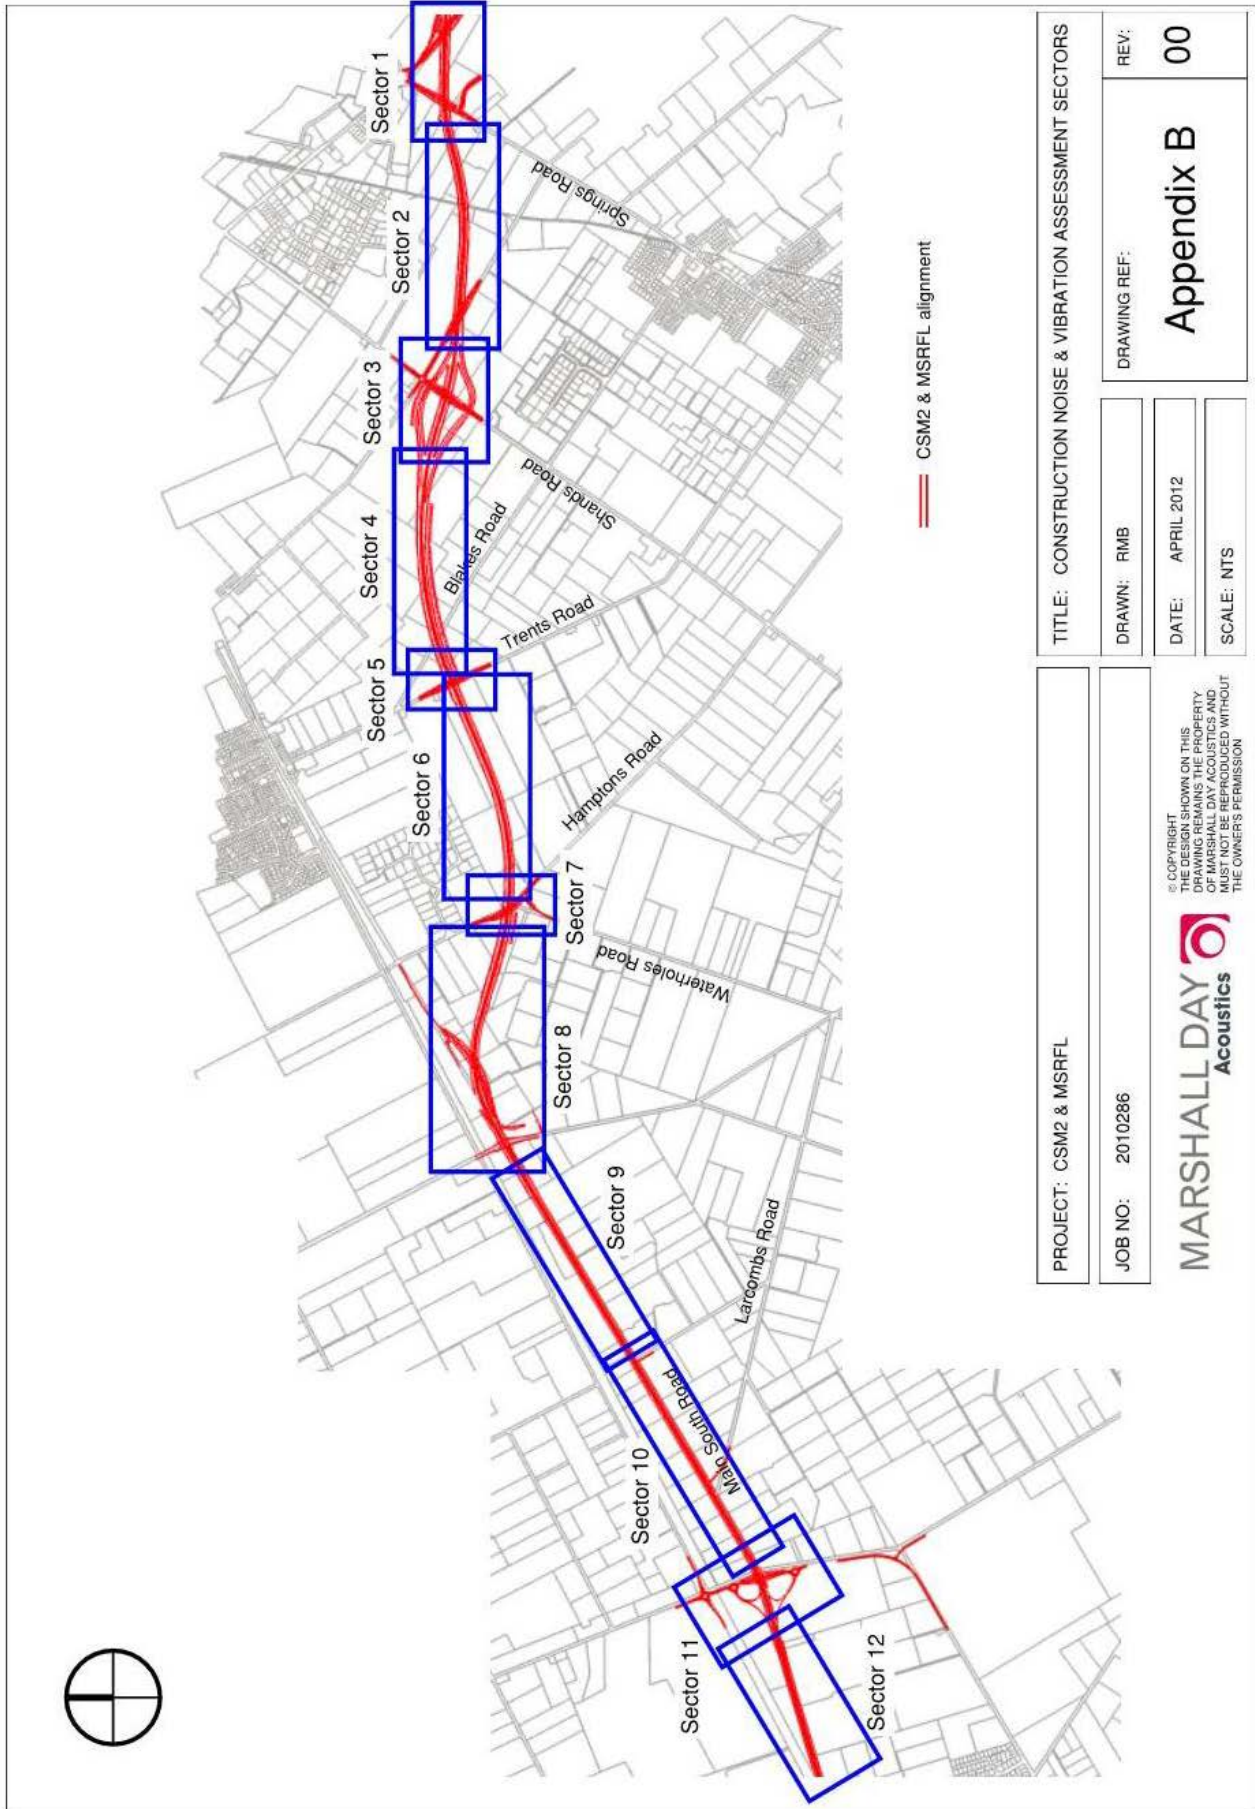 Sector 1
Sector 2
Sector 3
Sector 4
Sector 5
Sector 6
Sector 7
Sector 8
Sector 9
Sector 10
Sector 11
Sector 12
Springs Road
Shands Road
Blakes Road
Trents Road
Hamptons Road
Waterholes Road
Larcombs Road
Main South Road
CSM2 & MSRFL alignment
PROJECT: CSM2 & MSRFL
JOB NO: 2010286
MARSHALL DAY
Acoustics
© COPYRIGHT
THE DESIGN SHOWN ON THIS
DRAWING REMAINS THE PROPERTY
OF MARSHALL DAY ACOUSTICS AND
MUST NOT BE REPRODUCED WITHOUT
THE OWNER'S PERMISSION
TITLE: CONSTRUCTION NOISE & VIBRATION ASSESSMENT SECTORS
DRAWN: RMB
DATE: APRIL 2012
SCALE: NTS
DRAWING REF:
Appendix B
REV:
00